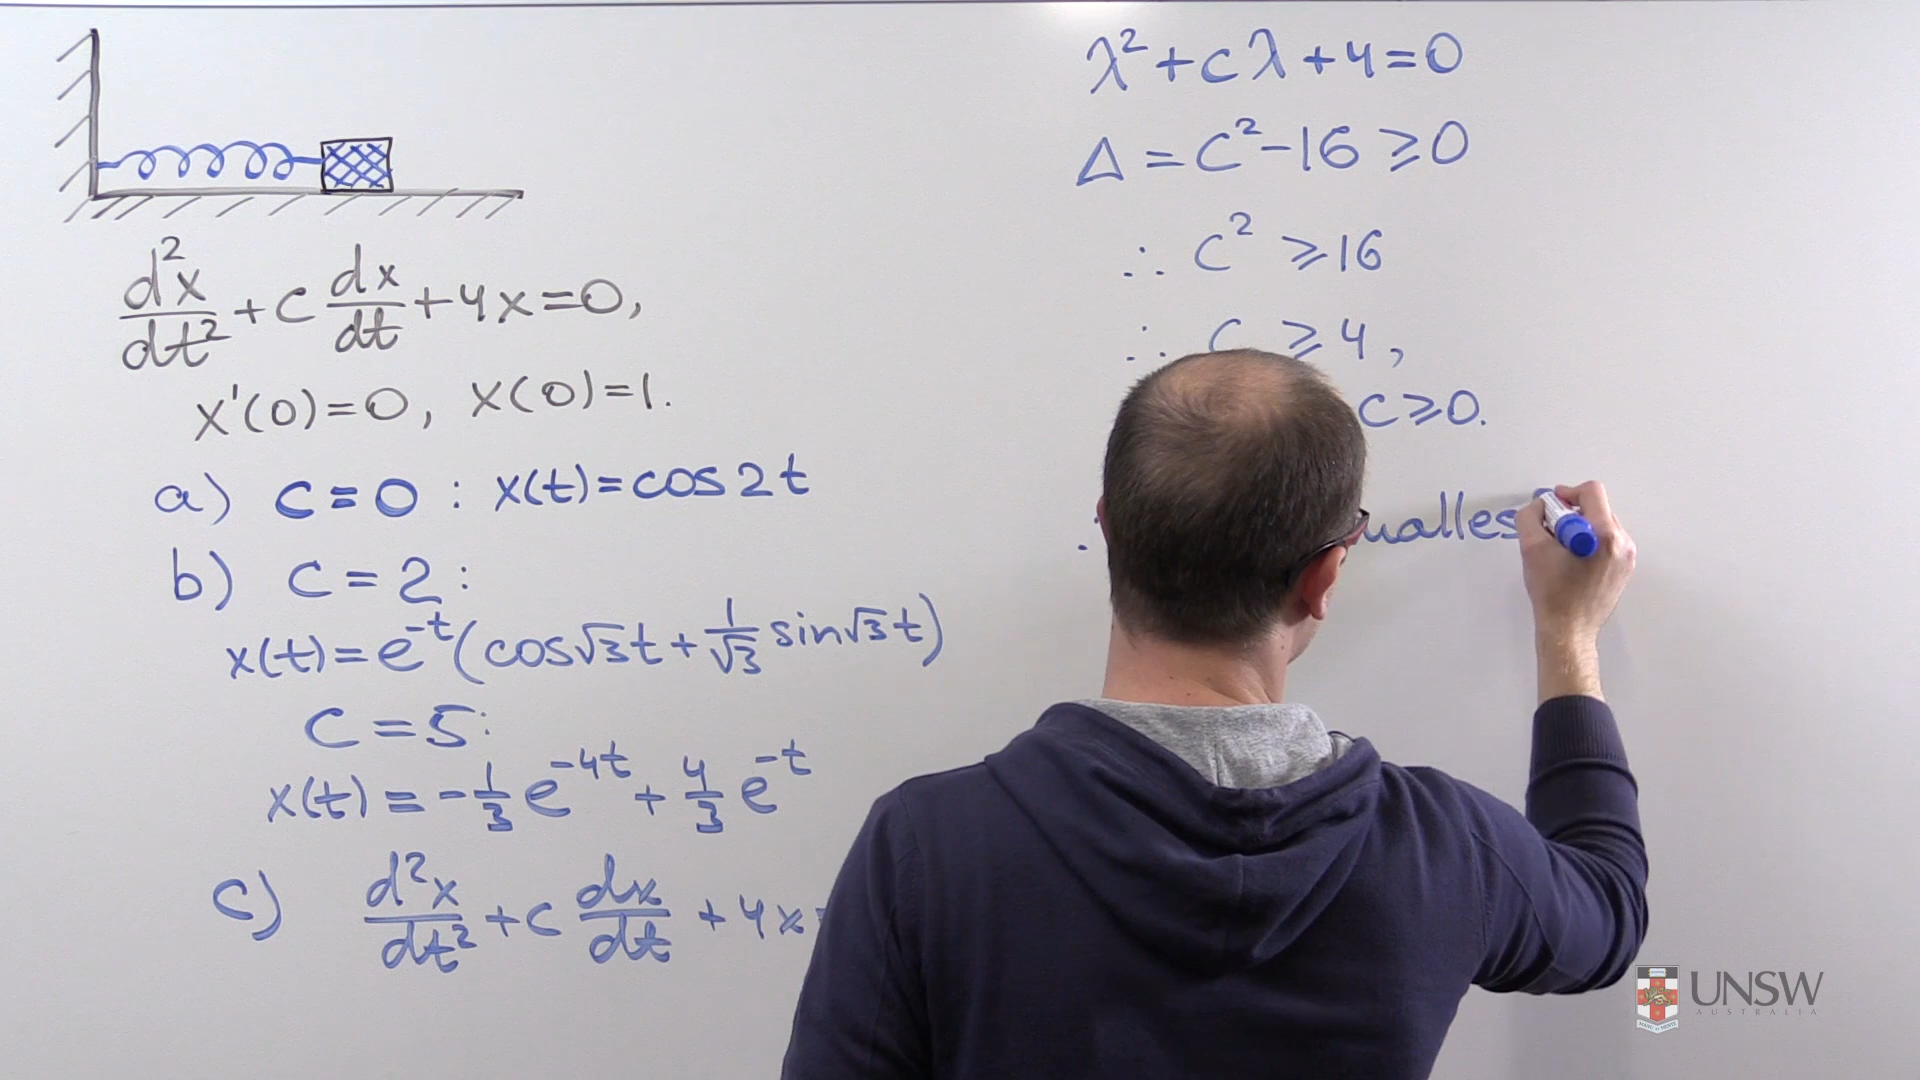 d²x/dt² + c dx/dt + 4x = 0,
x'(0) = 0, x(0) = 1.
a) c = 0 : x(t) = cos 2t
b) c = 2 :
x(t) = e^{-t} (cos √3 t + 1/√3 sin √3 t)
c = 5 :
x(t) = -1/3 e^{-4t} + 4/3 e^{-t}
c) d²x/dt² + c dx/dt + 4x
λ² + cλ + 4 = 0
Δ = c² - 16 ≥ 0
∴ c² ≥ 16
∴ c ≥ 4,
c ≥ 0.
UNSW
AUSTRALIA